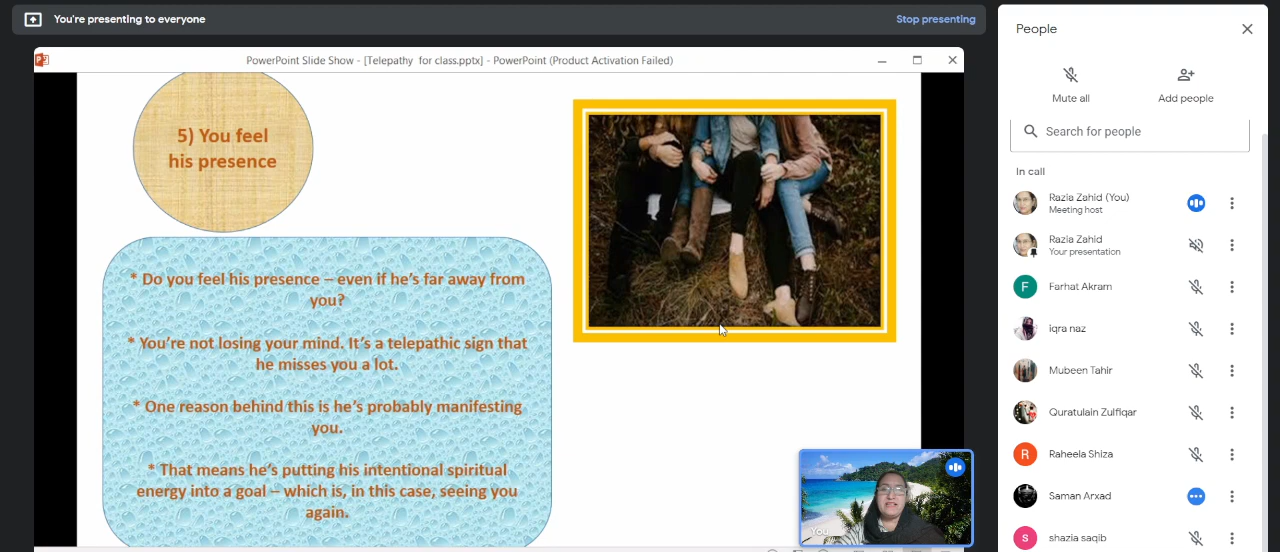 You're presenting to everyone
Stop presenting
PowerPoint Slide Show - [Telepathy for class.pptx] - PowerPoint (Product Activation Failed)
5) You feel
his presence
* Do you feel his presence – even if he's far away from
you?
* You're not losing your mind. It's a telepathic sign that
he misses you a lot.
* One reason behind this is he's probably manifesting
you.
* That means he's putting his intentional spiritual
energy into a goal – which is, in this case, seeing you
again.
You
People
Mute all
Add people
Search for people
In call
Razia Zahid (You)
Meeting host
Razia Zahid
Your presentation
F
Farhat Akram
iqra naz
Mubeen Tahir
Quratulain Zulfiqar
R
Raheela Shiza
Saman Arxad
s
shazia saqib